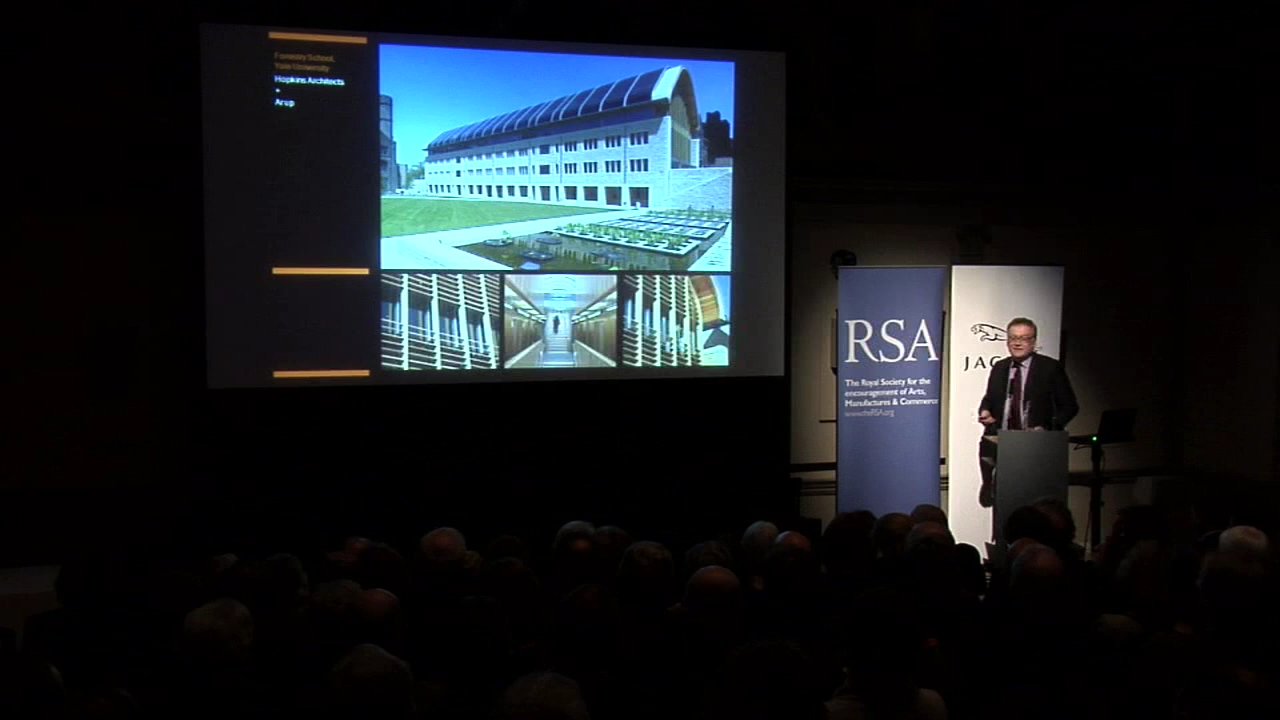 Forestry School,
Yale University
Hopkins Architects
+
Arup
RSA
The Royal Society for the
encouragement of Arts,
Manufactures & Commerce
www.theRSA.org
JAG